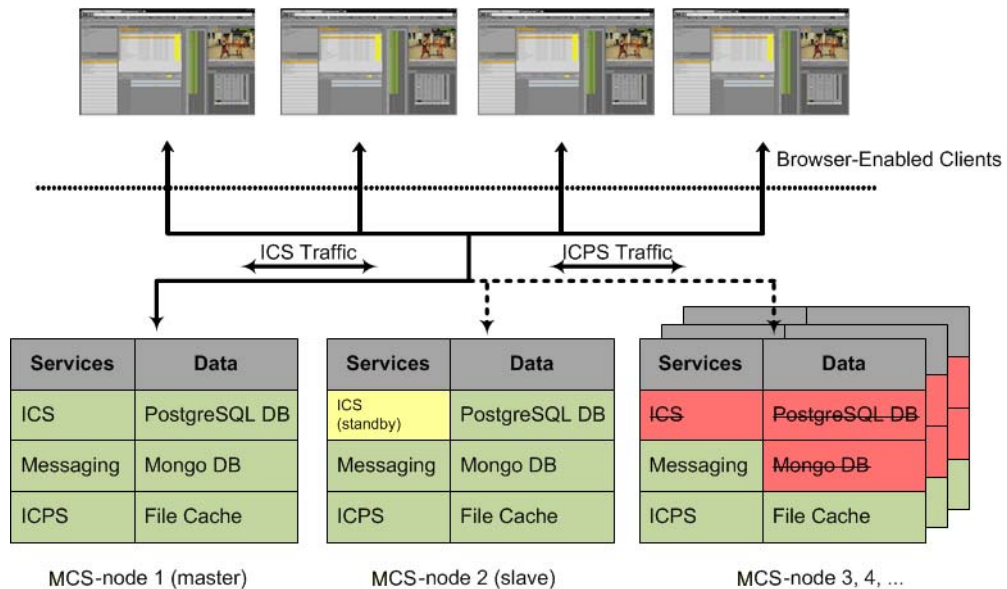 Browser-Enabled Clients
ICS Traffic
ICPS Traffic
Services
Data
ICS
PostgreSQL DB
Messaging
Mongo DB
ICPS
File Cache
MCS-node 1 (master)
Services
Data
ICS
(standby)
PostgreSQL DB
Messaging
Mongo DB
ICPS
File Cache
MCS-node 2 (slave)
Services
Data
ICS
PostgreSQL DB
Messaging
Mongo DB
ICPS
File Cache
MCS-node 3, 4, ...